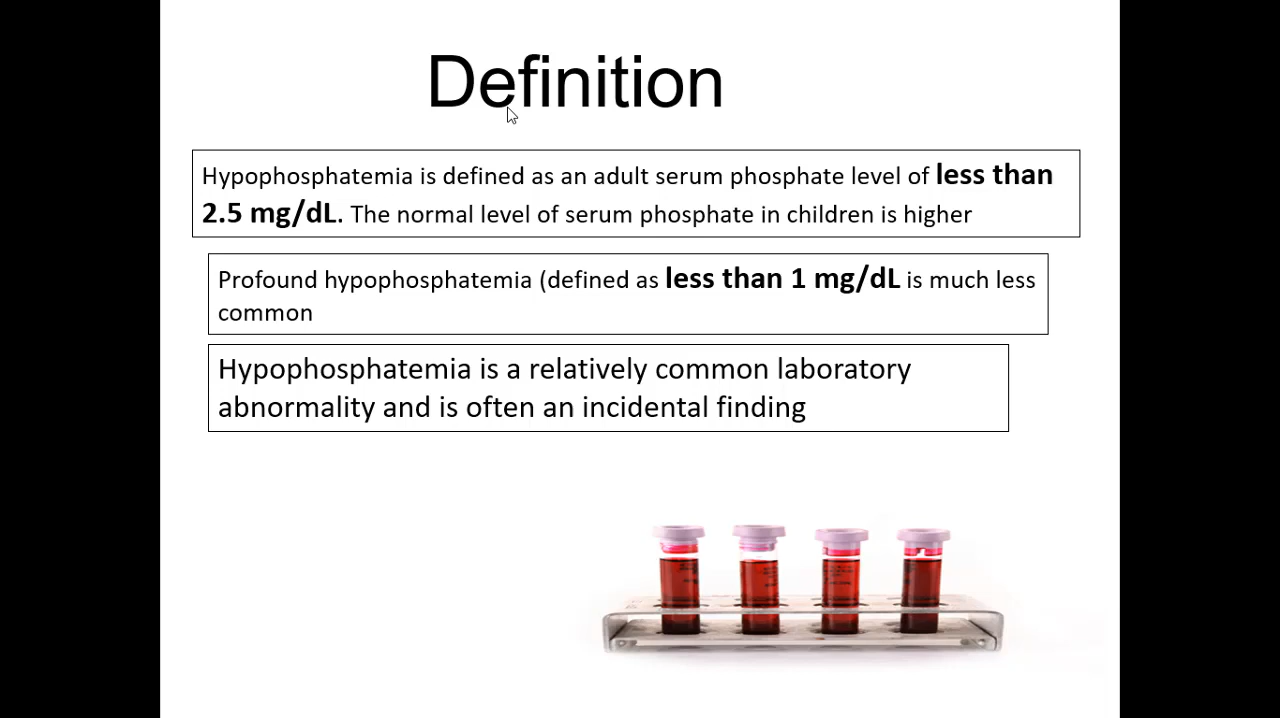 Definition
Hypophosphatemia is defined as an adult serum phosphate level of less than
2.5 mg/dL. The normal level of serum phosphate in children is higher
Profound hypophosphatemia (defined as less than 1 mg/dL is much less
common
Hypophosphatemia is a relatively common laboratory
abnormality and is often an incidental finding